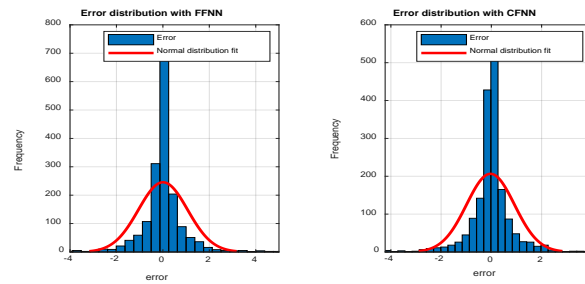 Error distribution with FFNN
800
700
600
500
400
300
200
100
0
Frequency
Error
Normal distribution fit
-4
-2
0
2
4
error
Error distribution with CFNN
600
500
400
300
200
100
0
Frequency
Error
Normal distribution fit
-4
-2
0
2
error